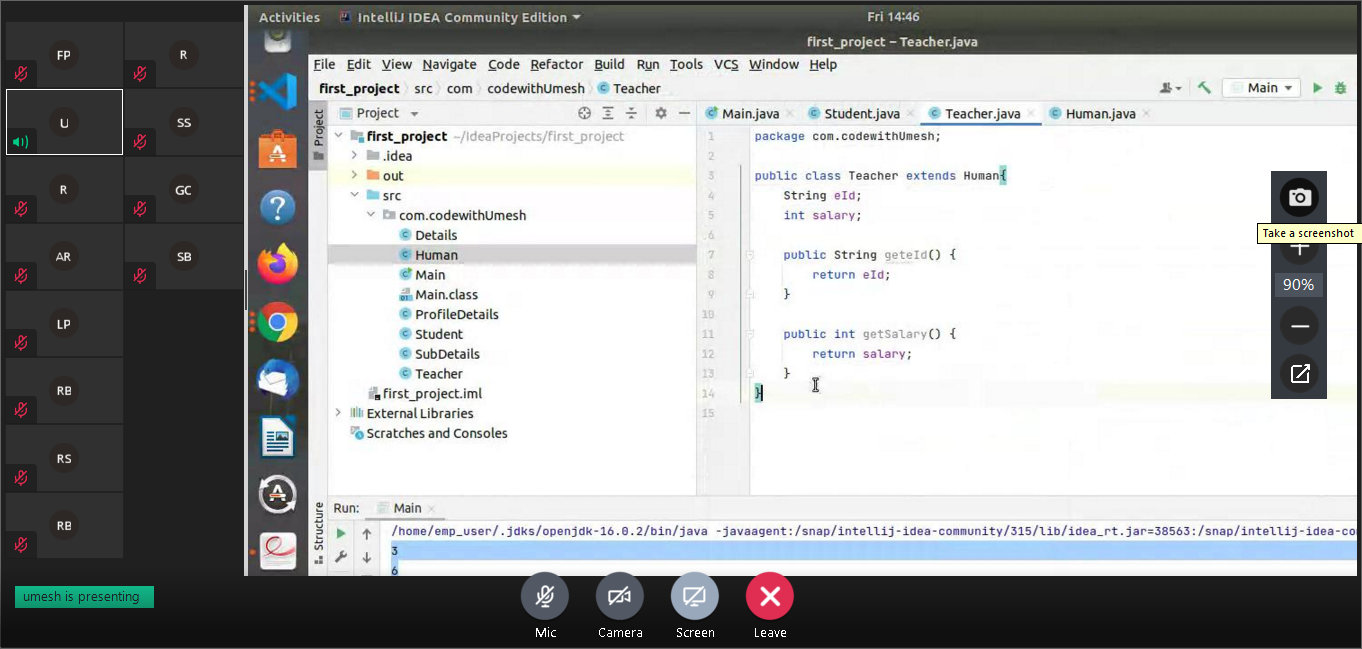 FP
R
U
SS
R
GC
AR
SB
LP
RB
RS
RB
umesh is presenting
Activities IntelliJ IDEA Community Edition Fri 14:46
first_project – Teacher.java
File Edit View Navigate Code Refactor Build Run Tools VCS Window Help
first_project src com codewithUmesh Teacher Main
Project
Project
Main.java Student.java Teacher.java Human.java
first_project ~/IdeaProjects/first_project
.idea
out
src
com.codewithUmesh
Details
Human
Main
Main.class
ProfileDetails
Student
SubDetails
Teacher
first_project.iml
External Libraries
Scratches and Consoles
1 package com.codewithUmesh;
2
3 public class Teacher extends Human{
4 String eId;
5 int salary;
6
7 public String geteId() {
8 return eId;
9 }
10
11 public int getSalary() {
12 return salary;
13 }
14 }
15
Take a screenshot
90%
Structure
Run: Main
/home/emp_user/.jdks/openjdk-16.0.2/bin/java -javaagent:/snap/intellij-idea-community/315/lib/idea_rt.jar=38563:/snap/intellij-idea-co
3
6
Mic Camera Screen Leave